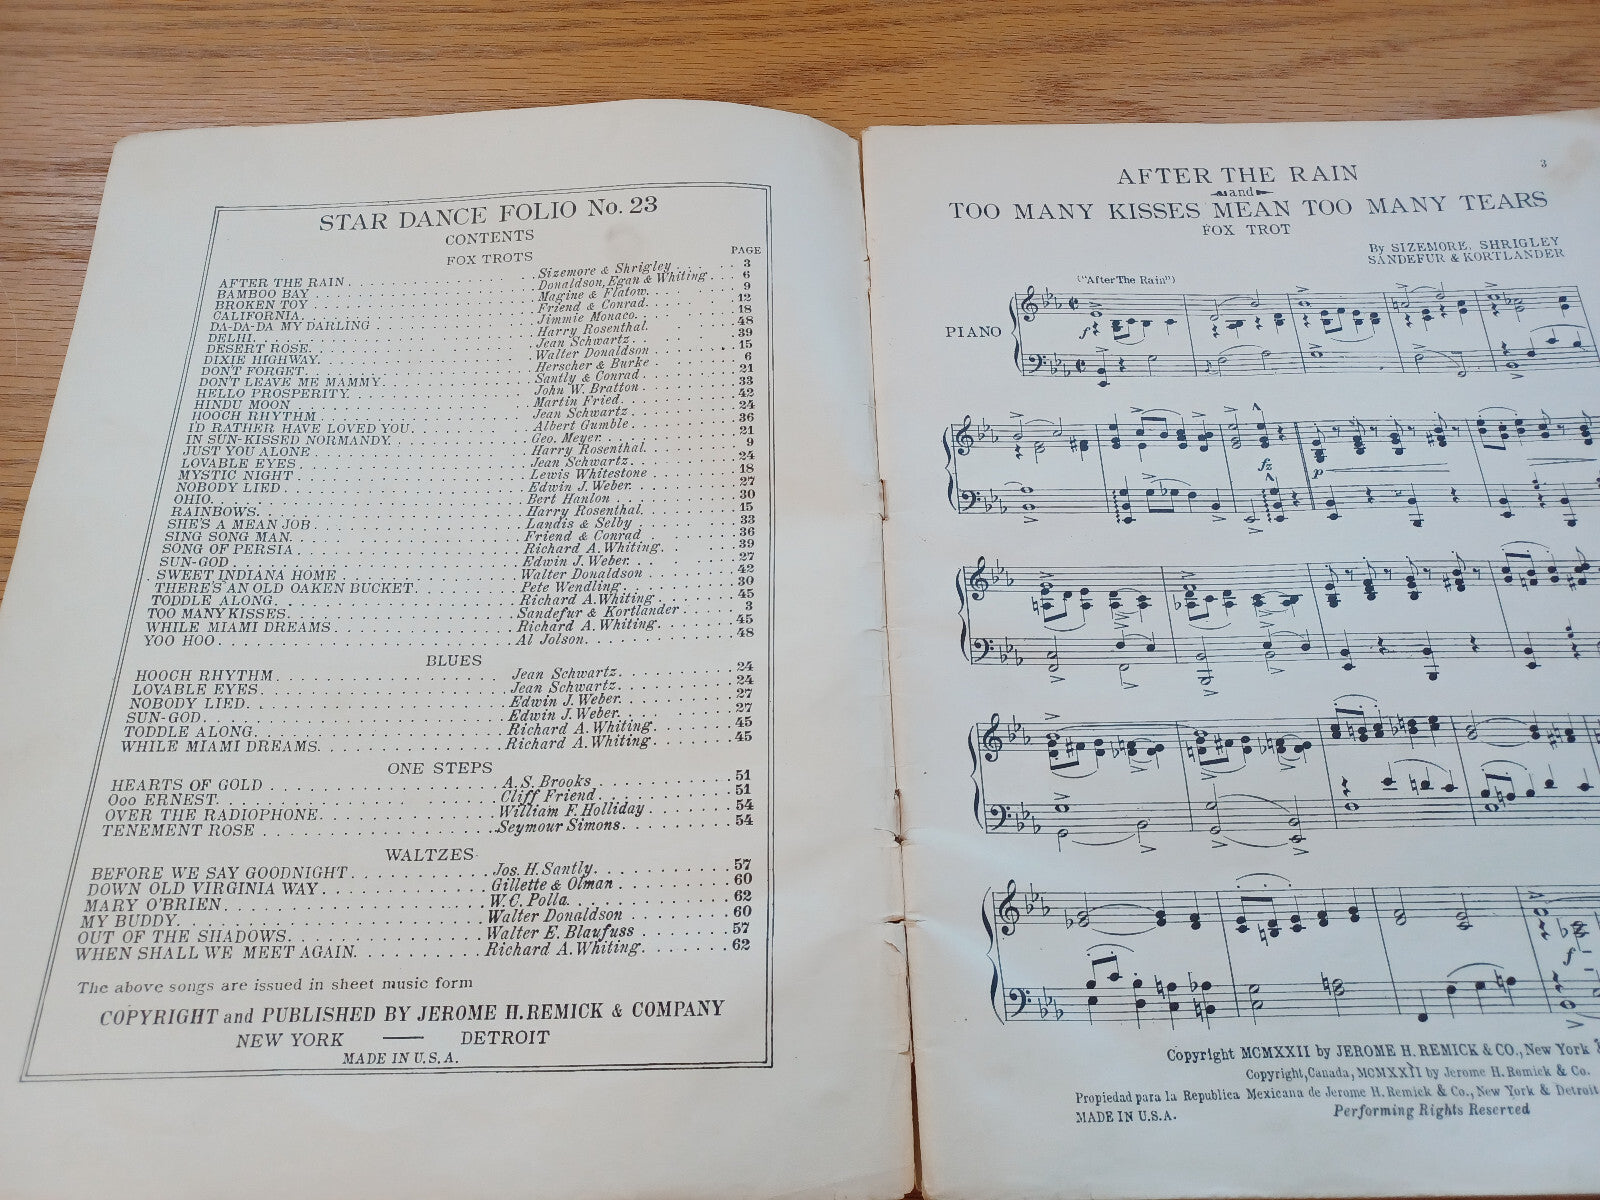 STAR DANCE FOLIO No. 23
CONTENTS
FOX TROTS
PAGE
AFTER THE RAIN Sizemore & Shrigley 3
BAMBOO BAY Donaldson, Egan & Whiting 6
BROKEN TOY Magine & Flatow. 9
CALIFORNIA. Friend & Conrad. 12
DA-DA-DA MY DARLING Jimmie Monaco. 18
DELHI. Harry Rosenthal. 48
DESERT ROSE. Jean Schwartz. 39
DIXIE HIGHWAY. Walter Donaldson 15
DON'T FORGET. Herscher & Burke 6
DON'T LEAVE ME MAMMY. Santly & Conrad 21
HELLO PROSPERITY. John W. Bratton 33
HINDU MOON Martin Fried. 42
HOOCH RHYTHM Jean Schwartz. 24
I'D RATHER HAVE LOVED YOU. Albert Gumble 36
IN SUN-KISSED NORMANDY. Geo. Meyer. 21
JUST YOU ALONE Harry Rosenthal. 9
LOVABLE EYES Jean Schwartz. 24
MYSTIC NIGHT Lewis Whitestone 18
NOBODY LIED Edwin J. Weber. 27
OHIO. Bert Hanlon 30
RAINBOWS. Harry Rosenthal. 15
SHE'S A MEAN JOB Landis & Selby 33
SING SONG MAN. Friend & Conrad 36
SONG OF PERSIA Richard A. Whiting. 39
SUN-GOD Edwin J. Weber. 27
SWEET INDIANA HOME Walter Donaldson 42
THERE'S AN OLD OAKEN BUCKET Pete Wendling. 30
TODDLE ALONG. Richard A. Whiting. 45
TOO MANY KISSES. Sandefur & Kortlander 3
WHILE MIAMI DREAMS Richard A. Whiting. 45
YOO HOO Al Jolson. 48
BLUES
HOOCH RHYTHM Jean Schwartz. 24
LOVABLE EYES. Jean Schwartz. 24
NOBODY LIED. Edwin J. Weber. 27
SUN-GOD. Edwin J. Weber. 27
TODDLE ALONG. Richard A. Whiting. 45
WHILE MIAMI DREAMS. Richard A. Whiting. 45
ONE STEPS
HEARTS OF GOLD A. S. Brooks 51
Ooo ERNEST. Cliff Friend. 51
OVER THE RADIOPHONE. William F. Holliday 54
TENEMENT ROSE Seymour Simons. 54
WALTZES
BEFORE WE SAY GOODNIGHT Jos. H. Santly. 57
DOWN OLD VIRGINIA WAY Gillette & Olman 60
MARY O'BRIEN. W. C. Polla. 62
MY BUDDY. Walter Donaldson 60
OUT OF THE SHADOWS. Walter E. Blaufuss 57
WHEN SHALL WE MEET AGAIN. Richard A. Whiting. 62
The above songs are issued in sheet music form
COPYRIGHT and PUBLISHED BY JEROME H. REMICK & COMPANY
NEW YORK — DETROIT
MADE IN U.S.A.
3
AFTER THE RAIN
and
TOO MANY KISSES MEAN TOO MANY TEARS
FOX TROT
By SIZEMORE, SHRIGLEY
SANDEFUR & KORTLANDER
("After The Rain")
PIANO
f
fz
p
f
Copyright MCMXXII by JEROME H. REMICK & CO., New York &
Copyright, Canada, MCMXXII by Jerome H. Remick & Co.
Propiedad para la Republica Mexicana de Jerome H. Remick & Co., New York & Detroit
MADE IN U.S.A. Performing Rights Reserved